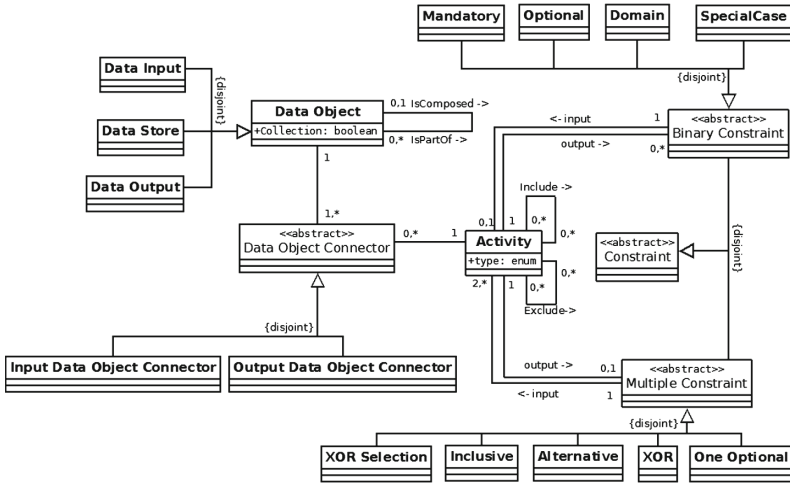 Mandatory
Optional
Domain
SpecialCase
{disjoint}
Data Input
Data Store
Data Output
{disjoint}
Data Object
+Collection: boolean
0,1 IsComposed ->
0,* IsPartOf ->
1
1,*
<- input
1
output ->
0,*
<<abstract>>
Binary Constraint
<<abstract>>
Data Object Connector
0,*
1
0,1
1
Include ->
0,*
0,*
Activity
+type: enum
0,*
0,*
2,*
1
Exclude->
<<abstract>>
Constraint
{disjoint}
{disjoint}
Input Data Object Connector
Output Data Object Connector
output ->
0,1
<- input
1
<<abstract>>
Multiple Constraint
{disjoint}
XOR Selection
Inclusive
Alternative
XOR
One Optional